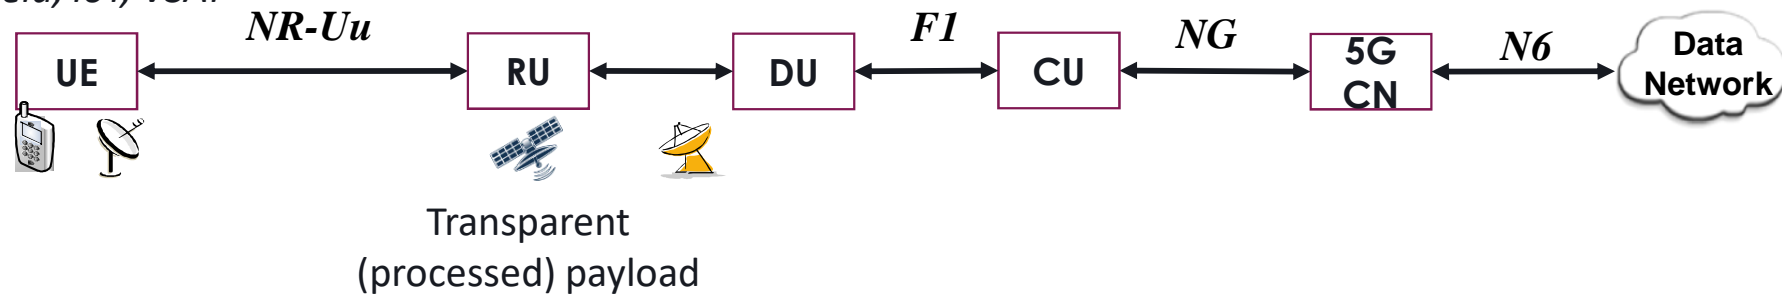 NR-Uu
F1
NG
N6
UE
RU
DU
CU
5G
CN
Data
Network
Transparent
(processed) payload